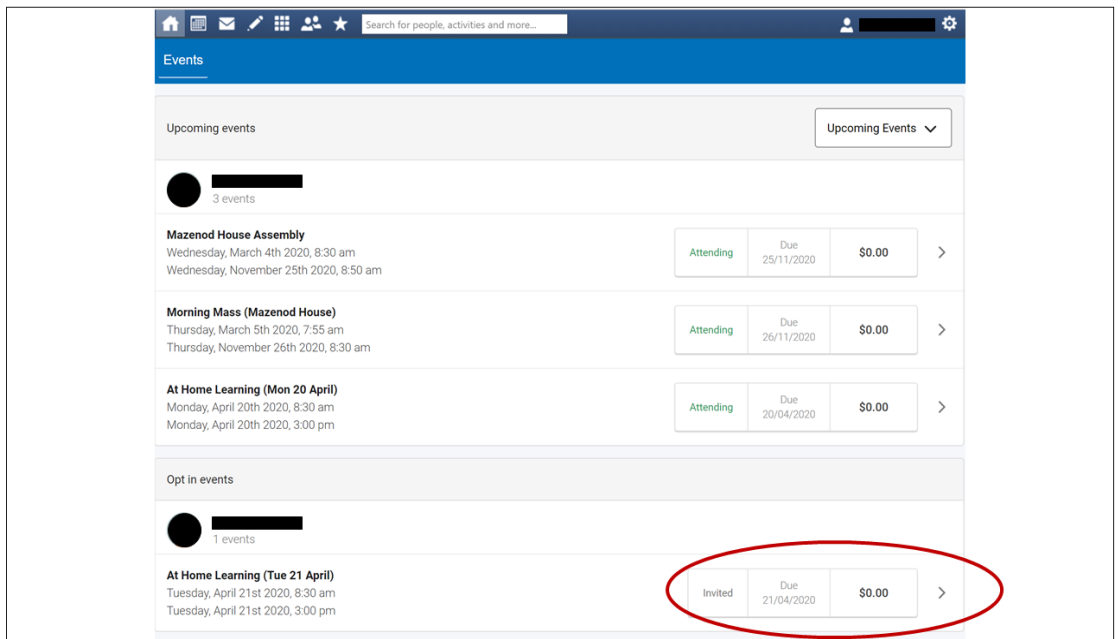 Search for people, activities and more...
Events
Upcoming events
Upcoming Events
3 events
Mazenod House Assembly
Wednesday, March 4th 2020, 8:30 am
Wednesday, November 25th 2020, 8:50 am
Attending
Due
25/11/2020
$0.00
Morning Mass (Mazenod House)
Thursday, March 5th 2020, 7:55 am
Thursday, November 26th 2020, 8:30 am
Attending
Due
26/11/2020
$0.00
At Home Learning (Mon 20 April)
Monday, April 20th 2020, 8:30 am
Monday, April 20th 2020, 3:00 pm
Attending
Due
20/04/2020
$0.00
Opt in events
1 events
At Home Learning (Tue 21 April)
Tuesday, April 21st 2020, 8:30 am
Tuesday, April 21st 2020, 3:00 pm
Invited
Due
21/04/2020
$0.00